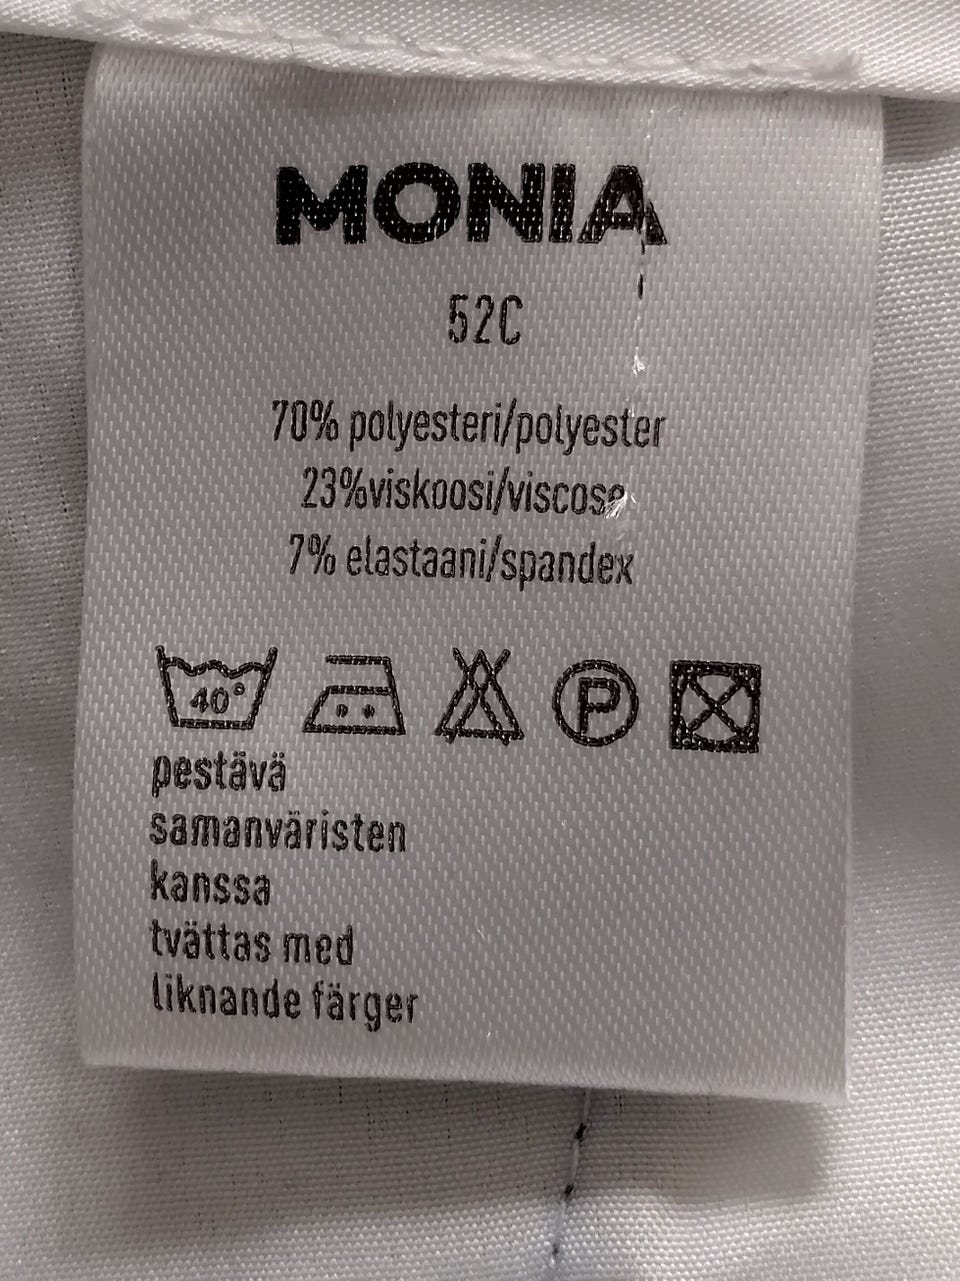 MONIA
52C
70% polyesteri/polyester
23%viskoosi/viscose
7% elastaani/spandex
40° P
pestävä
samanväristen
kanssa
tvättas med
liknande färger